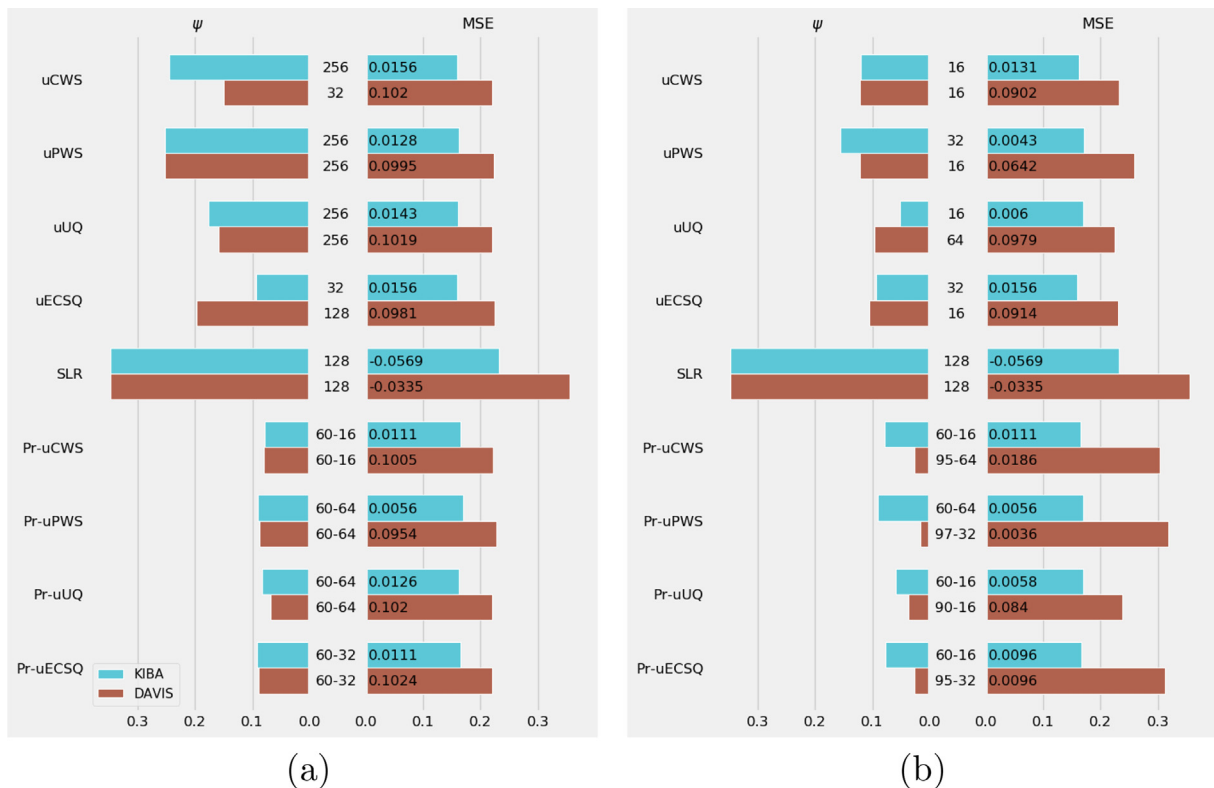 ψ MSE
uCWS 256 0.0156
32 0.102
uPWS 256 0.0128
256 0.0995
uUQ 256 0.0143
256 0.1019
uECSQ 32 0.0156
128 0.0981
SLR 128 -0.0569
128 -0.0335
Pr-uCWS 60-16 0.0111
60-16 0.1005
Pr-uPWS 60-64 0.0056
60-64 0.0954
Pr-uUQ 60-64 0.0126
60-64 0.102
Pr-uECSQ 60-32 0.0111
60-32 0.1024
KIBA
DAVIS
0.3 0.2 0.1 0.0 0.0 0.1 0.2 0.3
(a)
ψ MSE
uCWS 16 0.0131
16 0.0902
uPWS 32 0.0043
16 0.0642
uUQ 16 0.006
64 0.0979
uECSQ 32 0.0156
16 0.0914
SLR 128 -0.0569
128 -0.0335
Pr-uCWS 60-16 0.0111
95-64 0.0186
Pr-uPWS 60-64 0.0056
97-32 0.0036
Pr-uUQ 60-16 0.0058
90-16 0.084
Pr-uECSQ 60-16 0.0096
95-32 0.0096
0.3 0.2 0.1 0.0 0.0 0.1 0.2 0.3
(b)